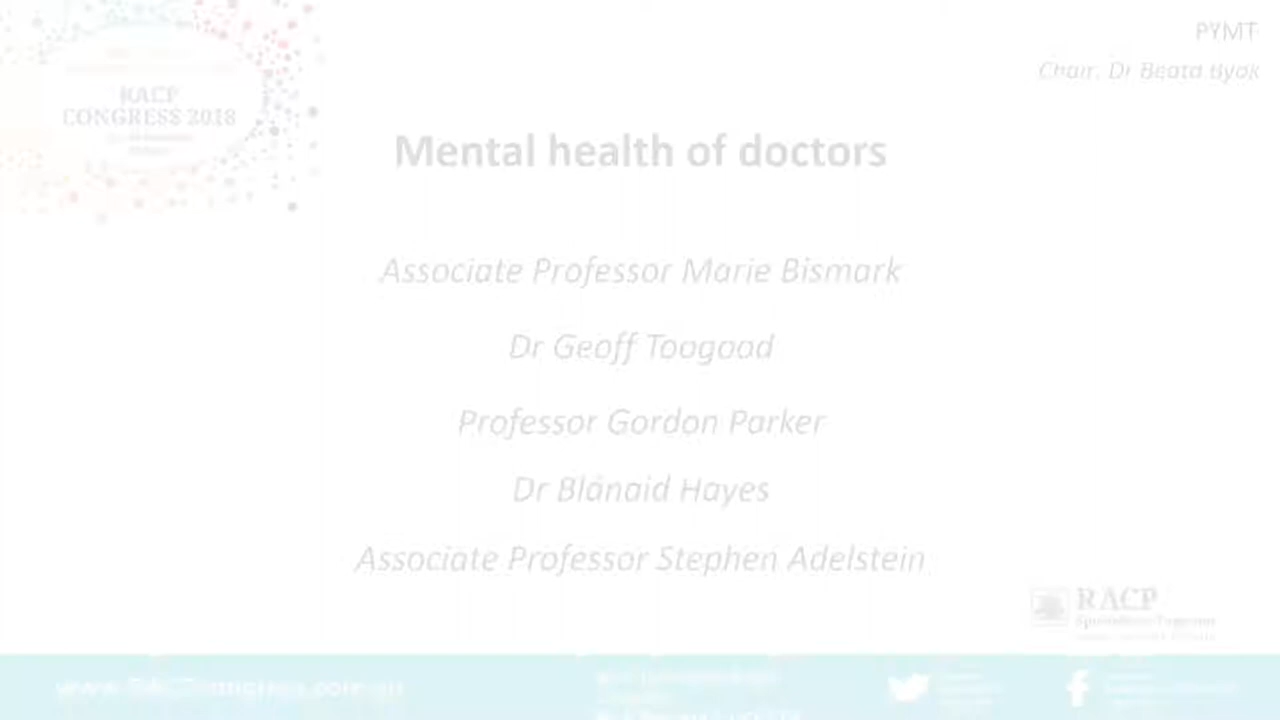 PYMT
Chair: Dr Beata Byok
RACP
CONGRESS 2018
Mental health of doctors
Associate Professor Marie Bismark
Dr Geoff Toogood
Professor Gordon Parker
Dr Blánaid Hayes
Associate Professor Stephen Adelstein
RACP